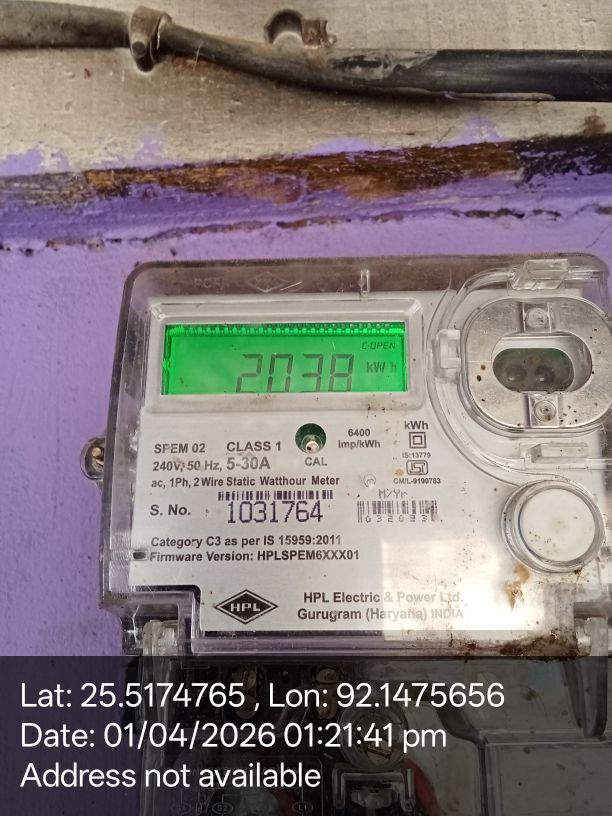 C-OPEN
2038 kWh
6400
imp/kWh
kWh
SPEM 02 CLASS 1
240V, 50 Hz, 5-30A
CAL
IS:13779
ac, 1Ph, 2 Wire Static Watthour Meter
CM/L-9190783
M/Yr.
S. No. 1031764
032023
Category C3 as per IS 15959:2011
Firmware Version: HPLSPEM6XXX01
HPL
HPL Electric & Power Ltd.
Gurugram (Haryana) INDIA
Lat: 25.5174765 , Lon: 92.1475656
Date: 01/04/2026 01:21:41 pm
Address not available